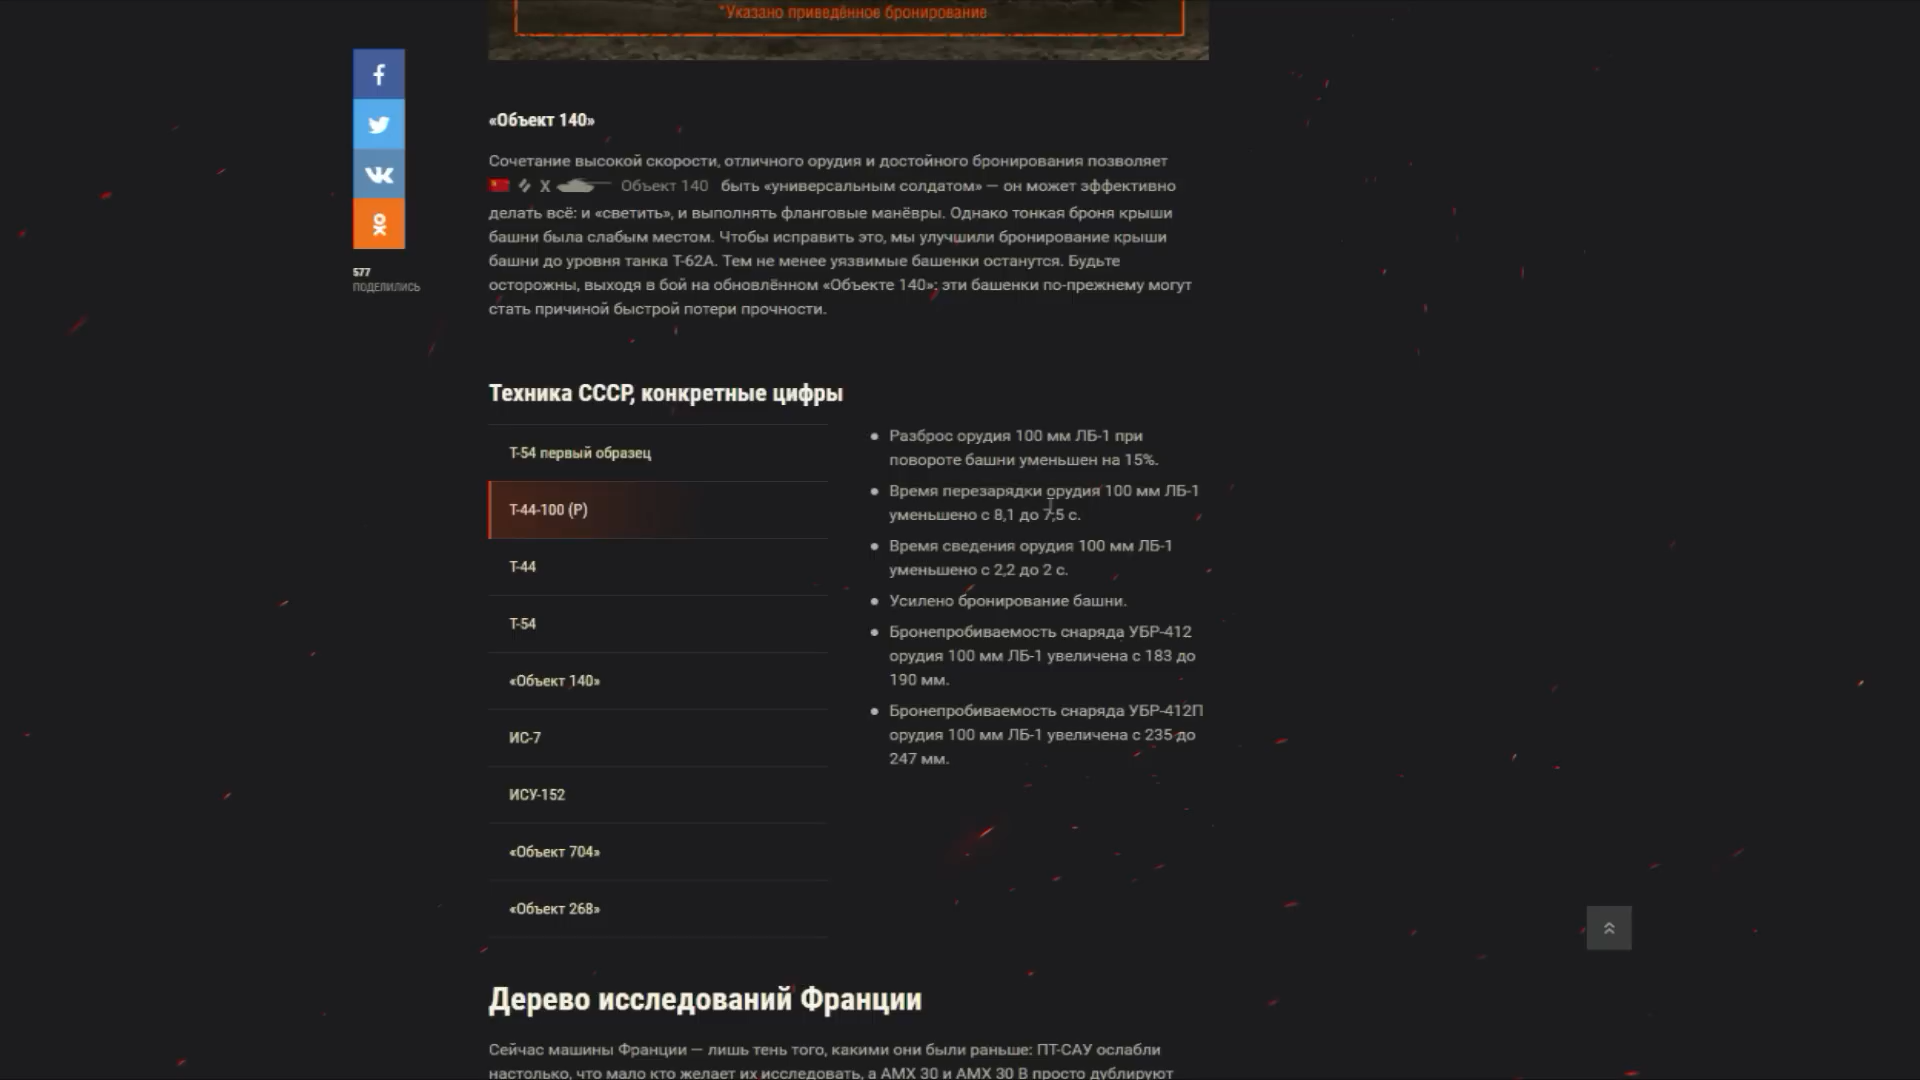 *Указано приведённое бронирование
«Объект 140»
Сочетание высокой скорости, отличного орудия и достойного бронирования позволяет
X Объект 140 быть «универсальным солдатом» — он может эффективно
делать всё: и «светить», и выполнять фланговые манёвры. Однако тонкая броня крыши
башни была слабым местом. Чтобы исправить это, мы улучшили бронирование крыши
башни до уровня танка Т-62А. Тем не менее уязвимые башенки останутся. Будьте
осторожны, выходя в бой на обновлённом «Объекте 140»: эти башенки по-прежнему могут
стать причиной быстрой потери прочности.
577
ПОДЕЛИЛИСЬ
Техника СССР, конкретные цифры
Т-54 первый образец
Т-44-100 (Р)
Т-44
Т-54
«Объект 140»
ИС-7
ИСУ-152
«Объект 704»
«Объект 268»
Разброс орудия 100 мм ЛБ-1 при
повороте башни уменьшен на 15%.
Время перезарядки орудия 100 мм ЛБ-1
уменьшено с 8,1 до 7,5 с.
Время сведения орудия 100 мм ЛБ-1
уменьшено с 2,2 до 2 с.
Усилено бронирование башни.
Бронепробиваемость снаряда УБР-412
орудия 100 мм ЛБ-1 увеличена с 183 до
190 мм.
Бронепробиваемость снаряда УБР-412П
орудия 100 мм ЛБ-1 увеличена с 235 до
247 мм.
Дерево исследований Франции
Сейчас машины Франции — лишь тень того, какими они были раньше: ПТ-САУ ослабли
настолько, что мало кто желает их исследовать, а AMX 30 и AMX 30 B просто дублируют